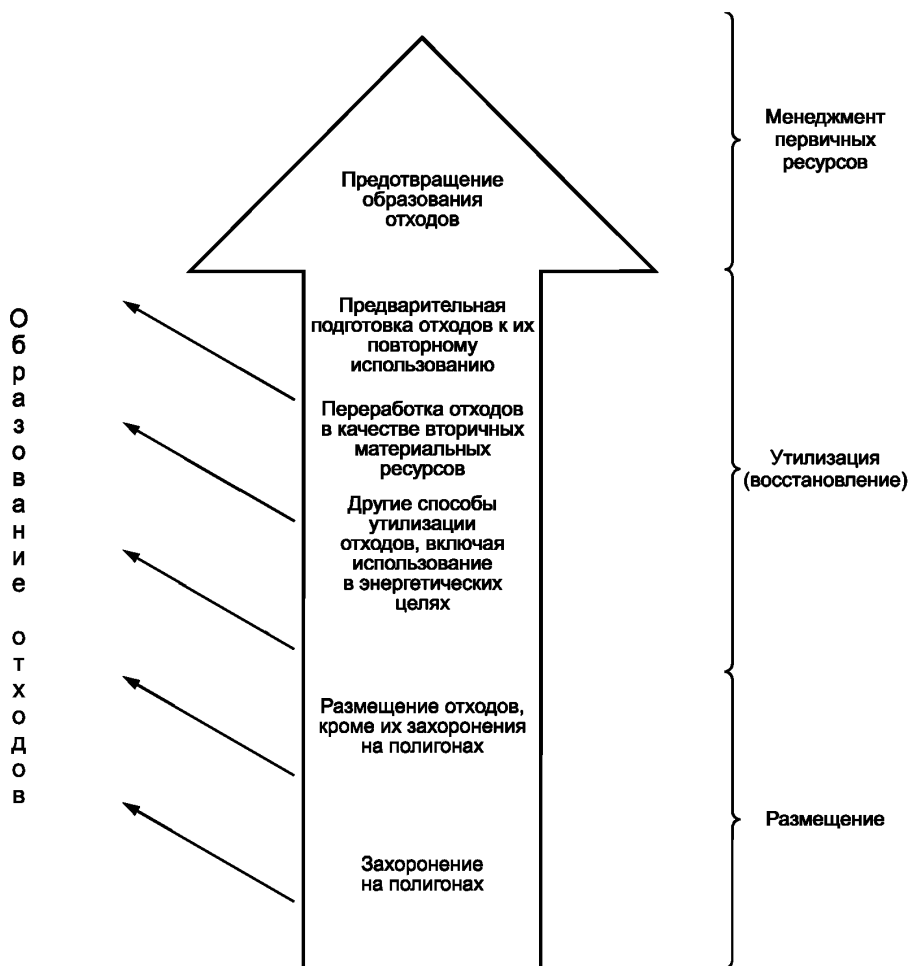 Менеджмент
первичных
ресурсов
Предотвращение
образования
отходов
Предварительная
подготовка отходов к их
повторному
использованию
Переработка отходов
в качестве вторичных
материальных
ресурсов
Другие способы
утилизации
отходов, включая
использование
в энергетических
целях
Утилизация
(восстановление)
Размещение отходов,
кроме их захоронения
на полигонах
Захоронение
на полигонах
Размещение
Образование отходов